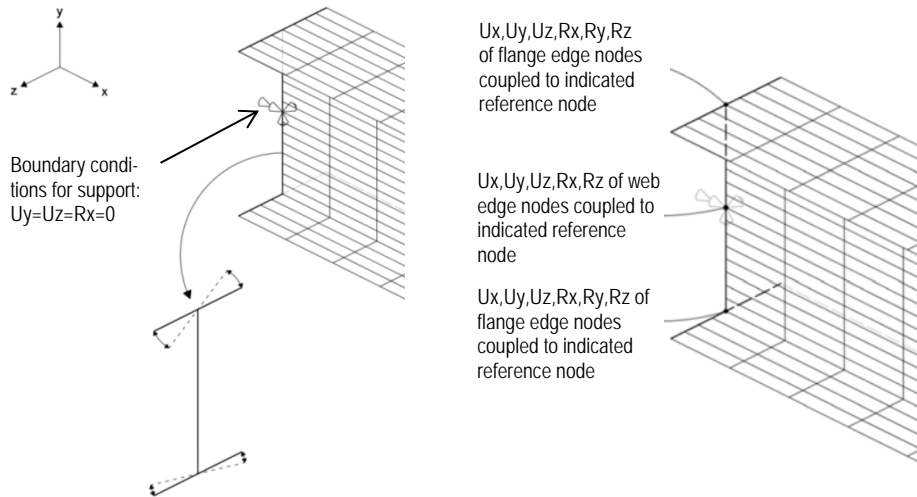 y
z
x
Boundary condi-
tions for support:
Uy=Uz=Rx=0
Ux,Uy,Uz,Rx,Ry,Rz
of flange edge nodes
coupled to indicated
reference node
Ux,Uy,Uz,Rx,Rz of web
edge nodes coupled to
indicated reference
node
Ux,Uy,Uz,Rx,Ry,Rz of
flange edge nodes
coupled to indicated
reference node